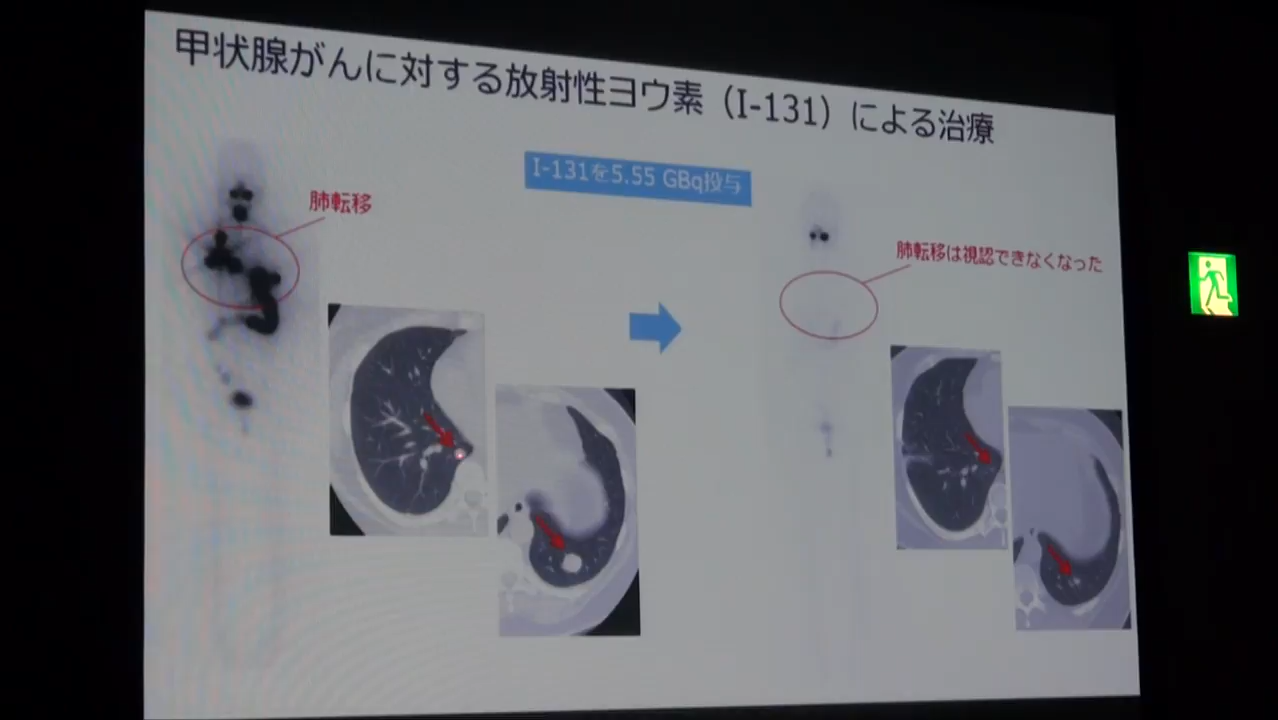 甲状腺がんに対する放射性ヨウ素（I-131）による治療
I-131を5.55 GBq投与
肺転移
肺転移は視認できなくなった